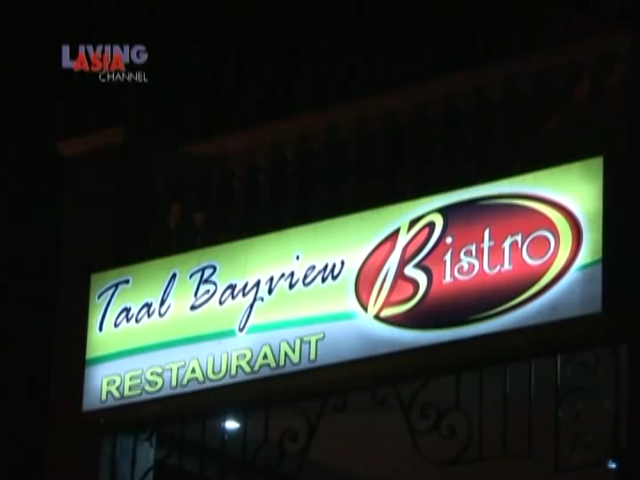 LIVING
ASIA
CHANNEL
Taal Bayview Bistro
RESTAURANT